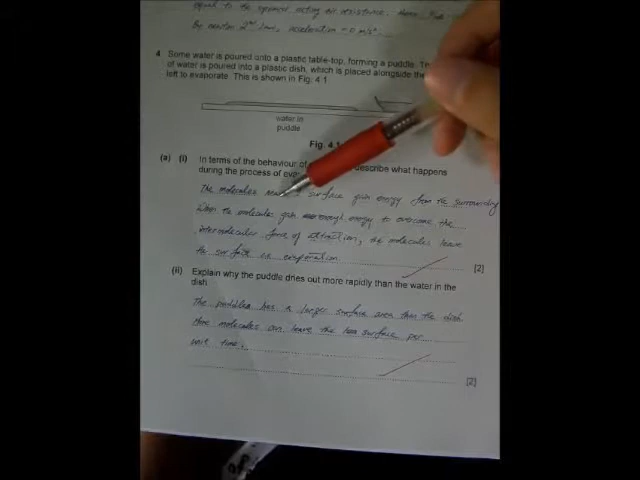 equal to the
By newton 2nd law, acceleration = 0 m/s².
4 Some water is poured onto a plastic table-top, forming a puddle. Th
of water is poured into a plastic dish, which is placed alongside the
left to evaporate. This is shown in Fig. 4.1
water in
puddle
Fig. 4.1
(a) (i) In terms of the behaviour of describe what happens
during the process of eva
The molecules near surface gain energy from the surrounding
When the molecules gain enough energy to overcome the
intermolecular force of attraction, the molecules leave
the surface as evaporation.
[2]
(ii) Explain why the puddle dries out more rapidly than the water in the
dish.
The puddles has a larger surface area than the dish
more molecules can leave the surface per
unit time.
[2]